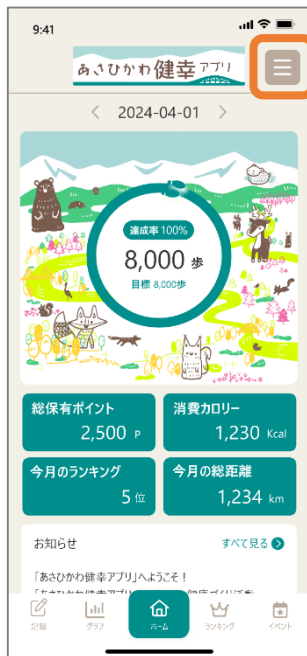 9:41
あさひかわ健幸アプリ
2024-04-01
達成率100%
8,000 歩
目標 8,000歩
総保有ポイント
2,500 P
消費カロリー
1,230 Kcal
今月のランキング
5 位
今月の総距離
1,234 km
お知らせ
すべて見る
「あさひかわ健幸アプリ」へようこそ！
記録
グラフ
ホーム
ランキング
イベント